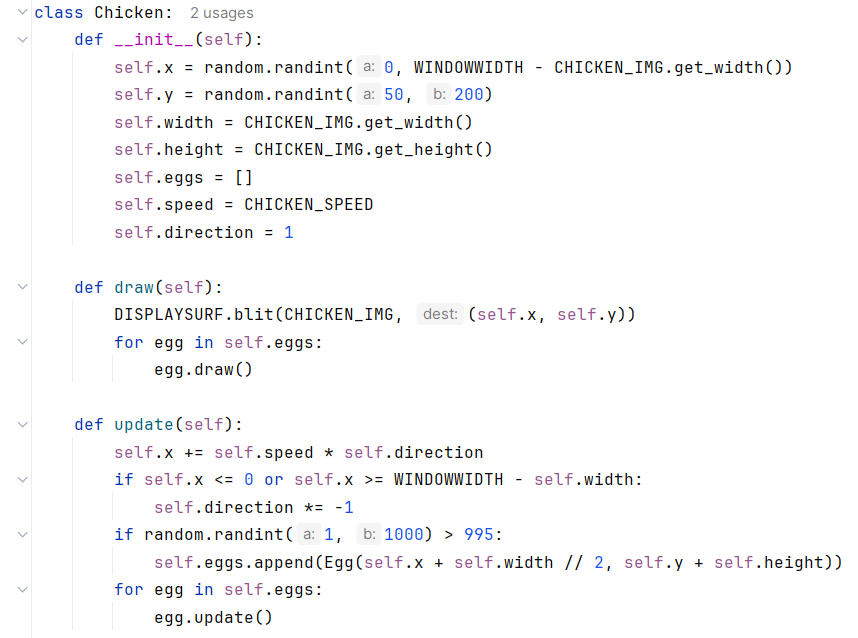 class Chicken:  2 usages
    def __init__(self):
        self.x = random.randint( a: 0, WINDOWWIDTH - CHICKEN_IMG.get_width())
        self.y = random.randint( a: 50,  b: 200)
        self.width = CHICKEN_IMG.get_width()
        self.height = CHICKEN_IMG.get_height()
        self.eggs = []
        self.speed = CHICKEN_SPEED
        self.direction = 1

    def draw(self):
        DISPLAYSURF.blit(CHICKEN_IMG,  dest: (self.x, self.y))
        for egg in self.eggs:
            egg.draw()

    def update(self):
        self.x += self.speed * self.direction
        if self.x <= 0 or self.x >= WINDOWWIDTH - self.width:
            self.direction *= -1
        if random.randint( a: 1,  b: 1000) > 995:
            self.eggs.append(Egg(self.x + self.width // 2, self.y + self.height))
        for egg in self.eggs:
            egg.update()